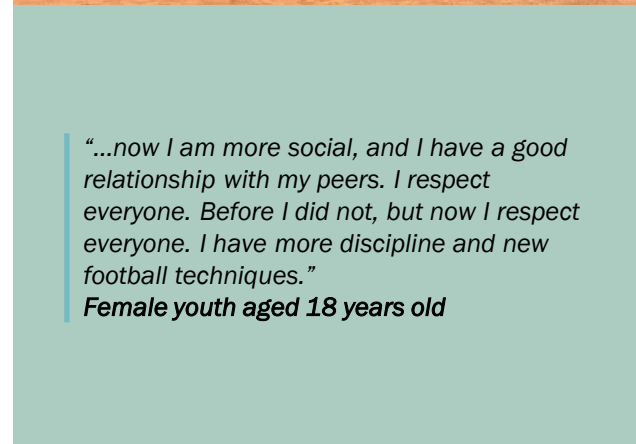 “...now I am more social, and I have a good
relationship with my peers. I respect
everyone. Before I did not, but now I respect
everyone. I have more discipline and new
football techniques.”
Female youth aged 18 years old